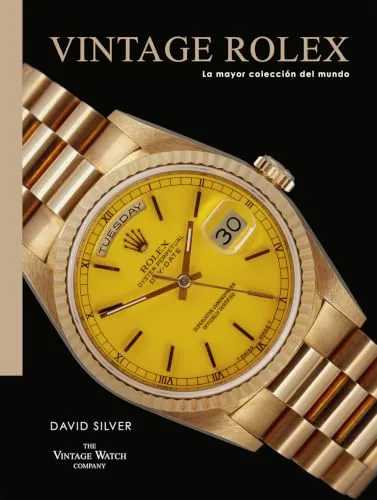 VINTAGE ROLEX
La mayor colección del mundo
TUESDAY
30
ROLEX
OYSTER PERPETUAL
DAY-DATE
SUPERLATIVE CHRONOMETER
OFFICIALLY CERTIFIED
DAVID SILVER
THE
VINTAGE WATCH
COMPANY